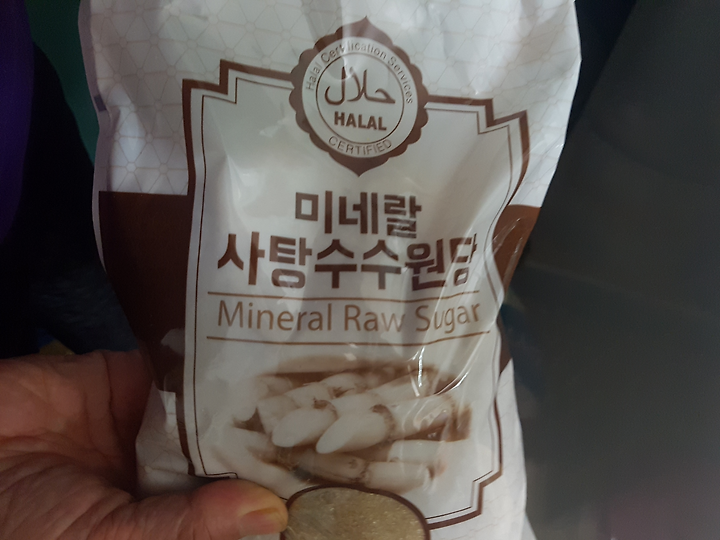 Halal Certification Services
حلال
HALAL
CERTIFIED
미네랄
사탕수수원당
Mineral Raw Sugar